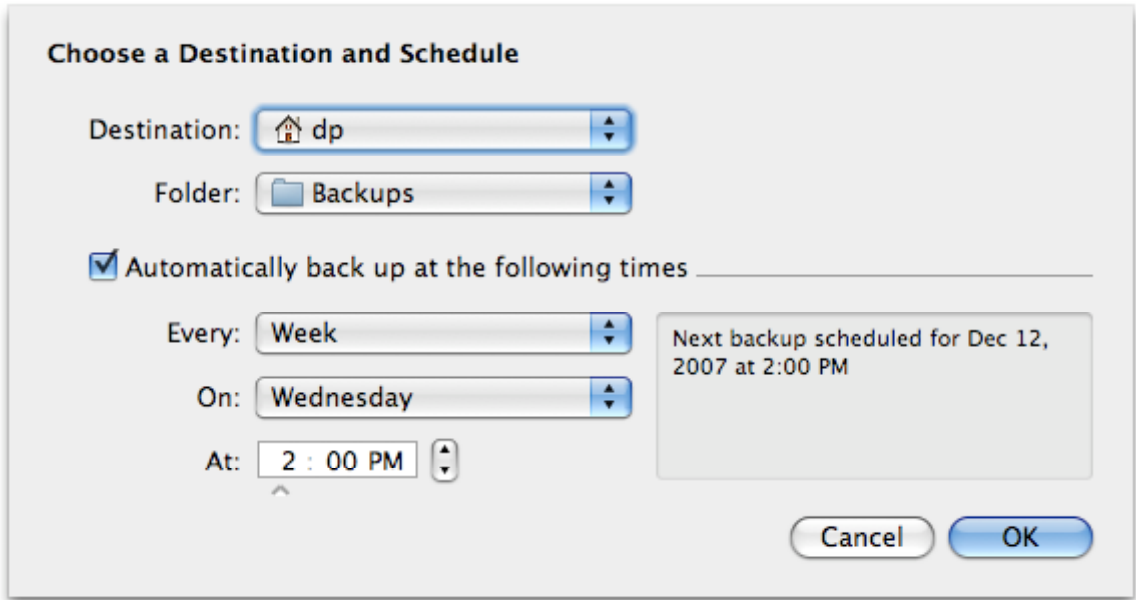 Choose a Destination and Schedule
Destination: dp
Folder: Backups
Automatically back up at the following times
Every: Week
Next backup scheduled for Dec 12,
2007 at 2:00 PM
On: Wednesday
At: 2 : 00 PM
Cancel OK